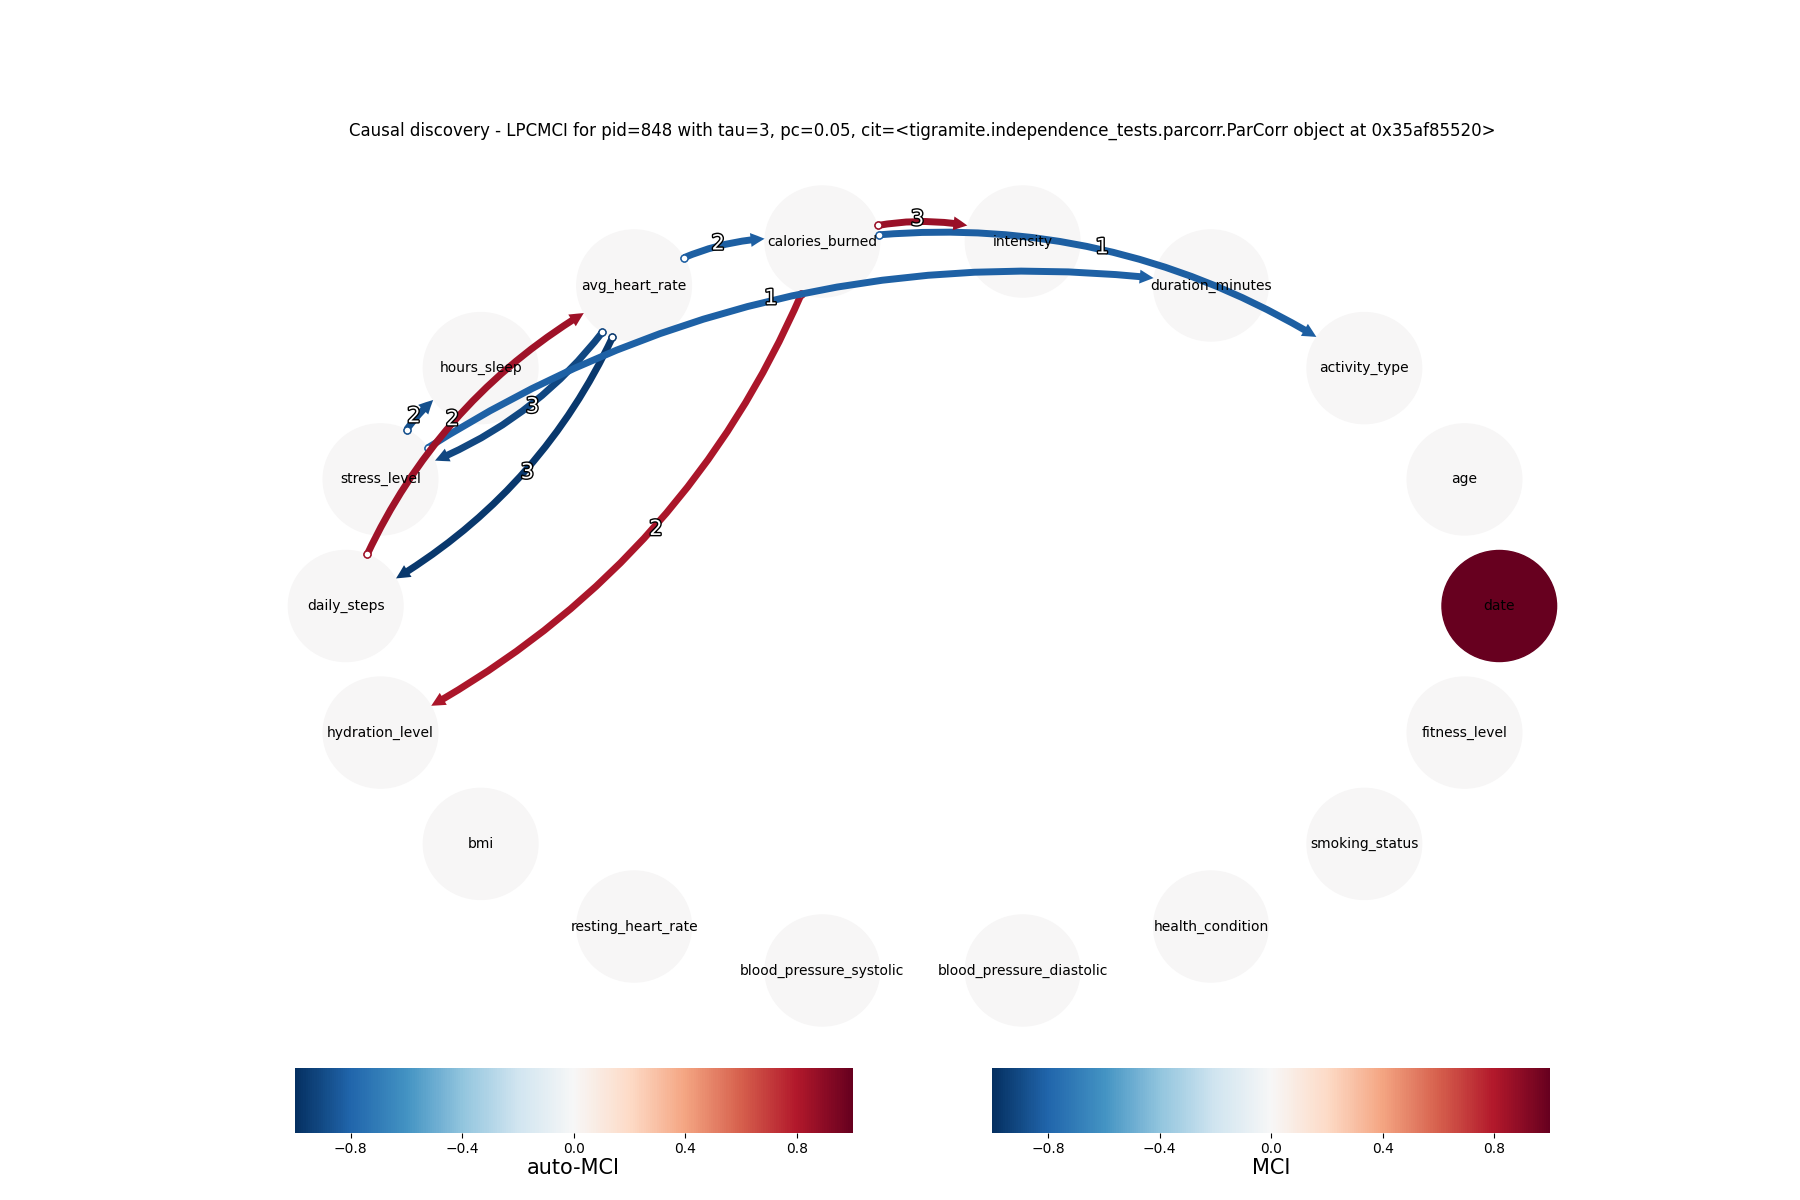 Causal discovery - LPCMCI for pid=848 with tau=3, pc=0.05, cit=<tigramite.independence_tests.parcorr.ParCorr object at 0x35af85520>
3
2
calories_burned
intensity
1
avg_heart_rate
duration_minutes
1
hours_sleep
activity_type
2
2
3
stress_level
3
age
2
daily_steps
date
hydration_level
fitness_level
bmi
smoking_status
resting_heart_rate
health_condition
blood_pressure_systolic
blood_pressure_diastolic
−0.8 −0.4 0.0 0.4 0.8
auto-MCI
−0.8 −0.4 0.0 0.4 0.8
MCI